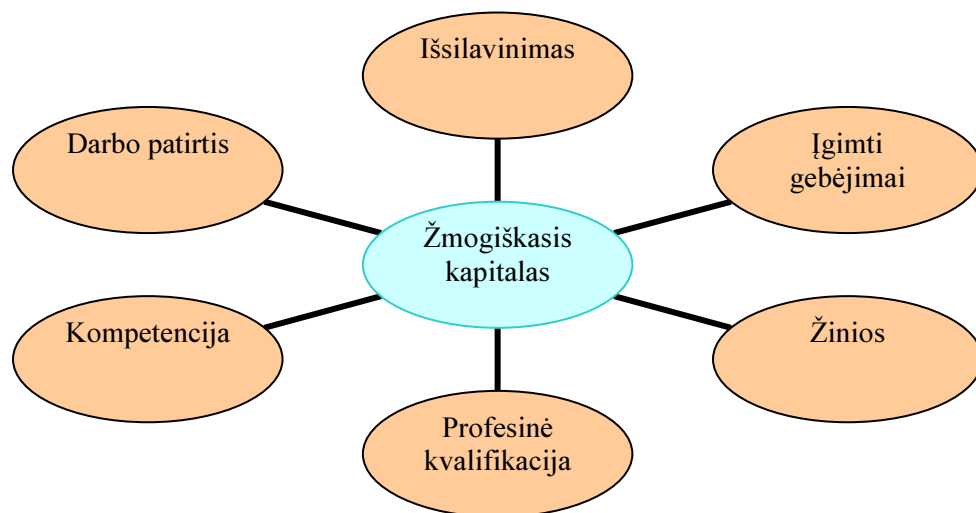 Išsilavinimas
Darbo patirtis
Įgimti
gebėjimai
Žmogiškasis
kapitalas
Kompetencija
Žinios
Profesinė
kvalifikacija